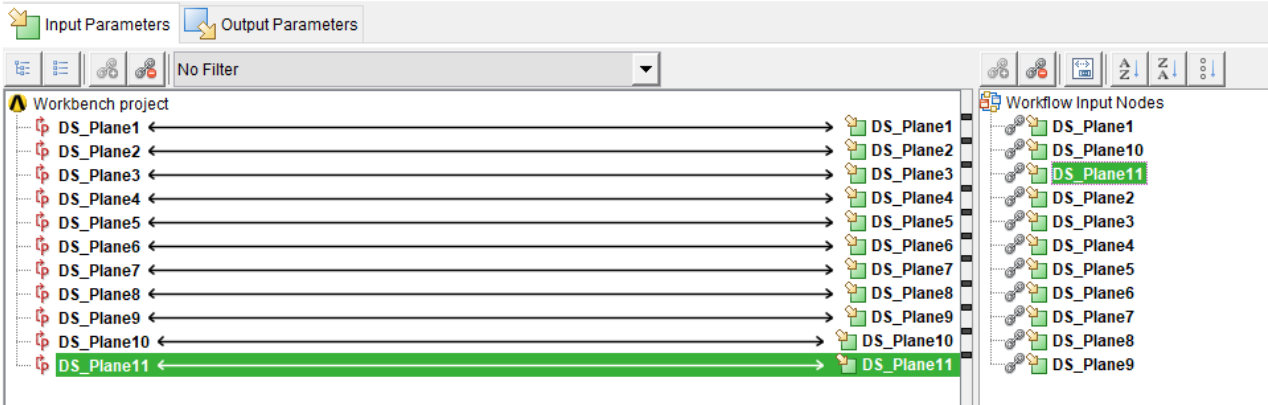 Input Parameters Output Parameters
No Filter
Workbench project
DS_Plane1 DS_Plane1
DS_Plane2 DS_Plane2
DS_Plane3 DS_Plane3
DS_Plane4 DS_Plane4
DS_Plane5 DS_Plane5
DS_Plane6 DS_Plane6
DS_Plane7 DS_Plane7
DS_Plane8 DS_Plane8
DS_Plane9 DS_Plane9
DS_Plane10 DS_Plane10
DS_Plane11 DS_Plane11
A Z Z A
Workflow Input Nodes
DS_Plane1
DS_Plane10
DS_Plane11
DS_Plane2
DS_Plane3
DS_Plane4
DS_Plane5
DS_Plane6
DS_Plane7
DS_Plane8
DS_Plane9